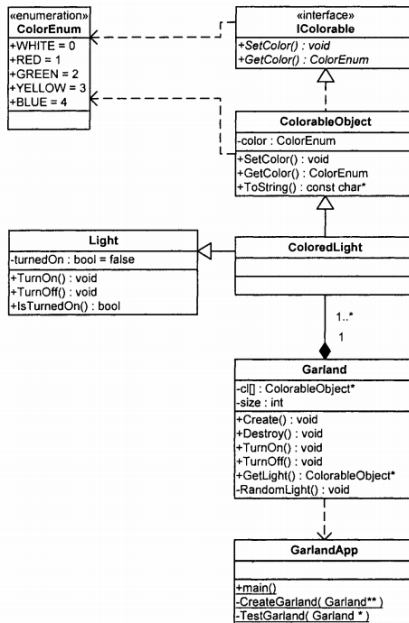 «enumeration»
ColorEnum
+WHITE = 0
+RED = 1
+GREEN = 2
+YELLOW = 3
+BLUE = 4
«interface»
IColorable
+SetColor() : void
+GetColor() : ColorEnum
ColorableObject
-color : ColorEnum
+SetColor() : void
+GetColor() : ColorEnum
+ToString() : const char*
Light
-turnedOn : bool = false
+TurnOn() : void
+TurnOff() : void
+IsTurnedOn() : bool
ColoredLight
1..*
1
Garland
-cl[] : ColorableObject*
-size : int
+Create() : void
+Destroy() : void
+TurnOn() : void
+TurnOff() : void
+GetLight() : ColorableObject*
-RandomLight() : void
GarlandApp
+main()
-CreateGarland( Garland** )
-TestGarland( Garland * )